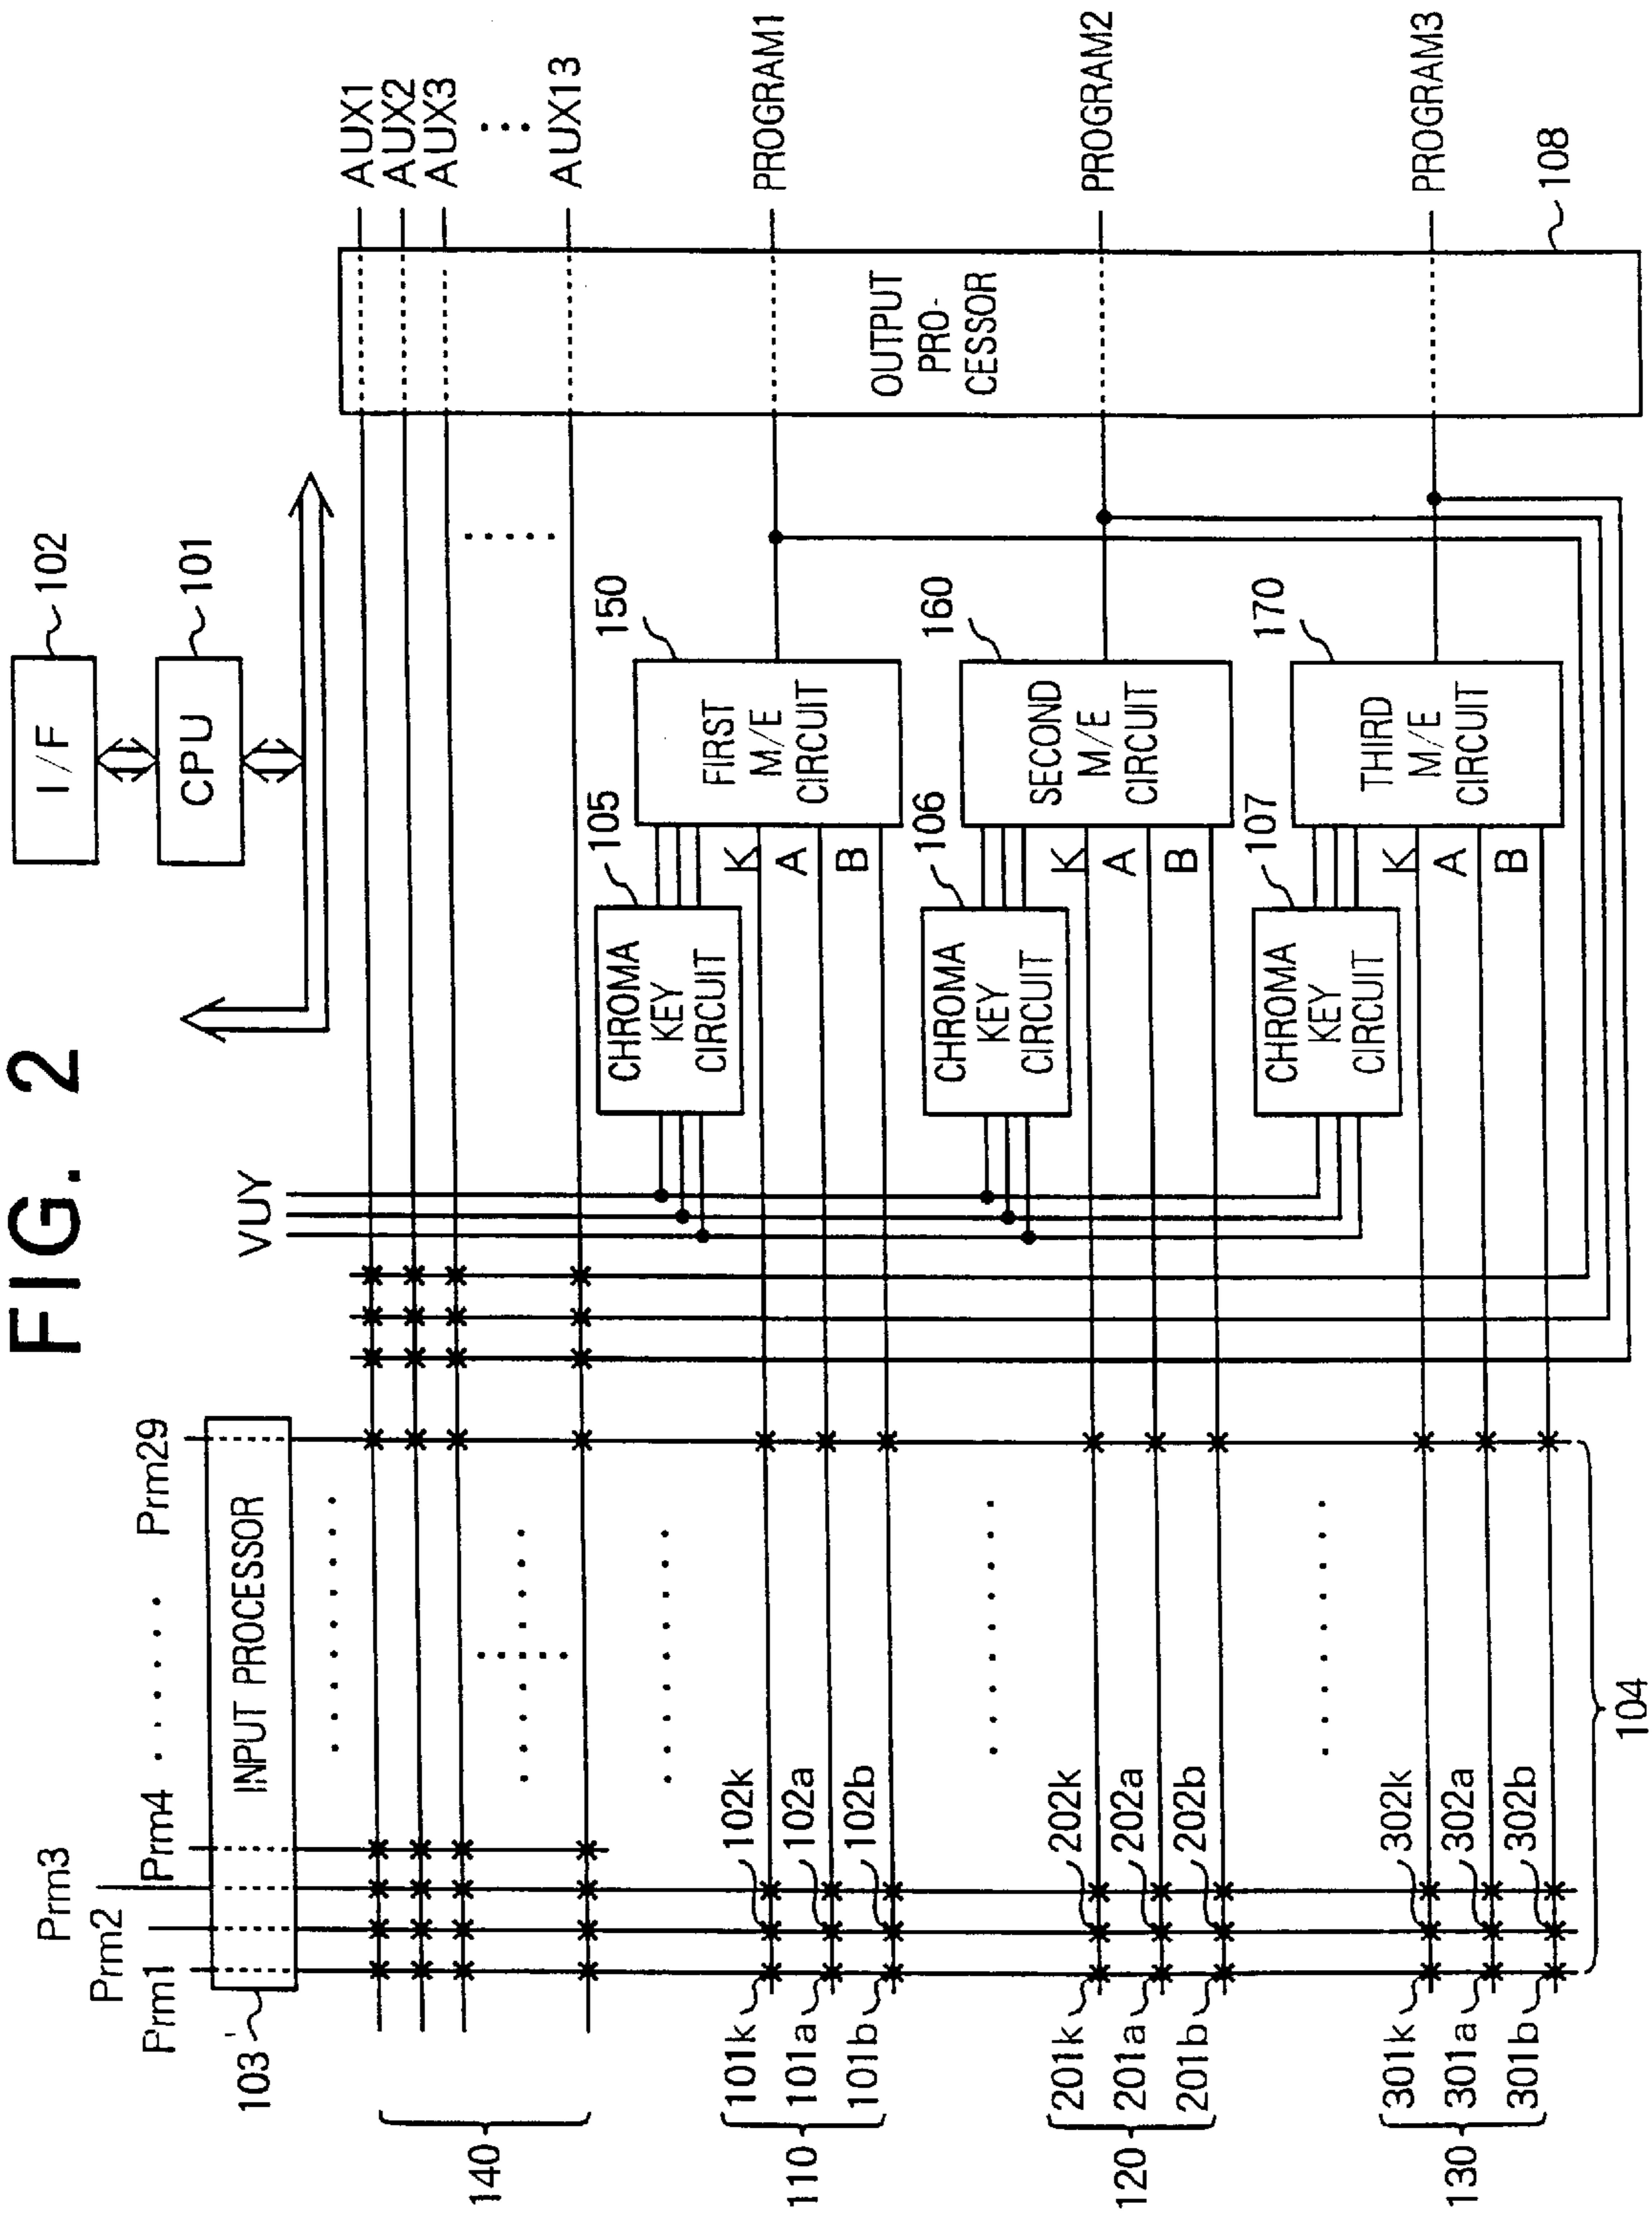 FIG. 2
I/F
102
CPU
101
Prm1
Prm2
Prm3
Prm4
Prm29
VUY
103
INPUT PROCESSOR
AUX1
AUX2
AUX3
AUX13
140
105
150
CHROMA
KEY
CIRCUIT
FIRST
M/E
CIRCUIT
K
A
B
OUTPUT
PRO-
CESSOR
PROGRAM1
110
101k
101a
101b
102k
102a
102b
106
160
CHROMA
KEY
CIRCUIT
SECOND
M/E
CIRCUIT
K
A
B
PROGRAM2
120
201k
201a
201b
202k
202a
202b
107
170
CHROMA
KEY
CIRCUIT
THIRD
M/E
CIRCUIT
K
A
B
PROGRAM3
130
301k
301a
301b
302k
302a
302b
108
104